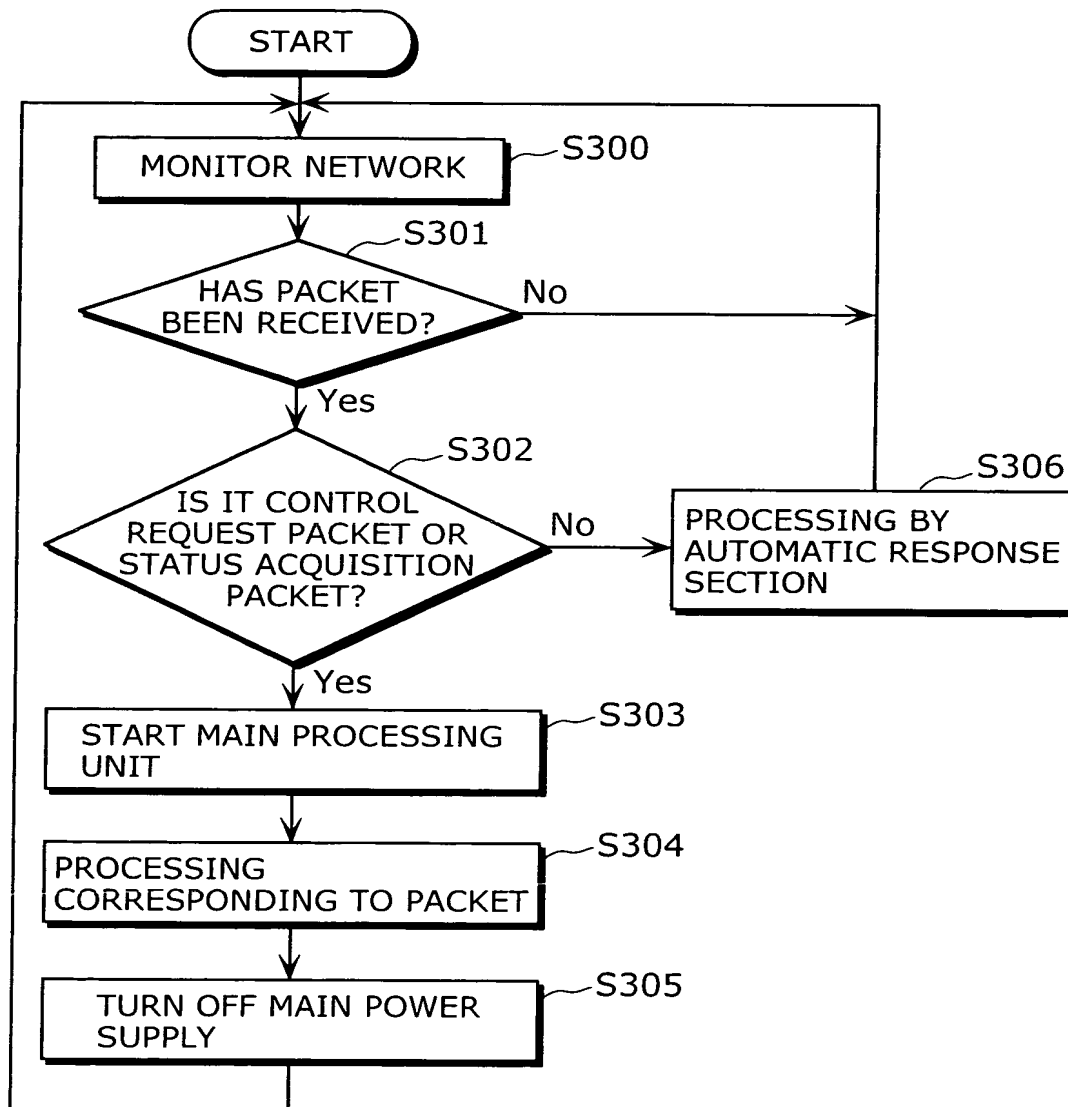 START
MONITOR NETWORK
S300
S301
HAS PACKET
BEEN RECEIVED?
No
Yes
S302
IS IT CONTROL
REQUEST PACKET OR
STATUS ACQUISITION
PACKET?
No
S306
PROCESSING BY
AUTOMATIC RESPONSE
SECTION
Yes
S303
START MAIN PROCESSING
UNIT
S304
PROCESSING
CORRESPONDING TO PACKET
S305
TURN OFF MAIN POWER
SUPPLY